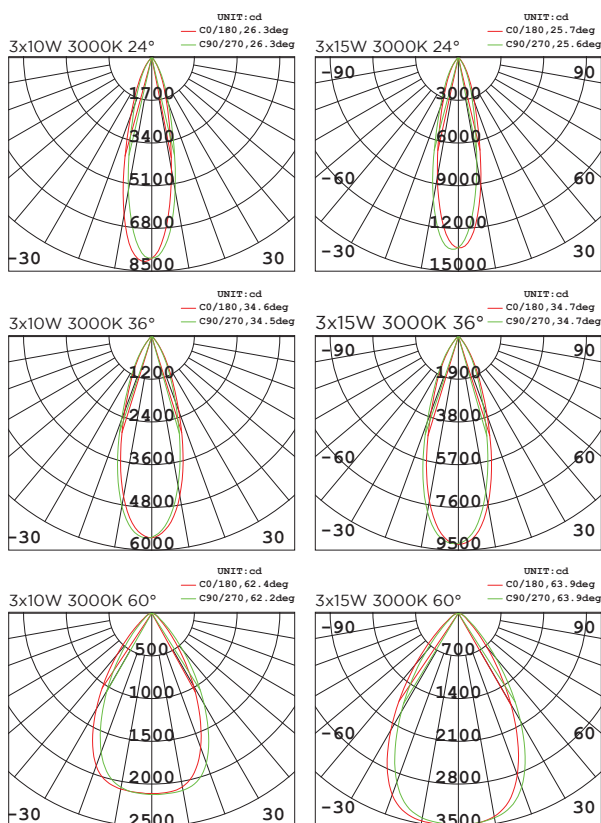 3x10W 3000K 24°
UNIT:cd
C0/180,26.3deg
C90/270,26.3deg
1700
3400
5100
6800
8500
-30
30
3x15W 3000K 24°
UNIT:cd
C0/180,25.7deg
C90/270,25.6deg
-90
90
3000
6000
-60
60
9000
12000
-30
30
15000
3x10W 3000K 36°
UNIT:cd
C0/180,34.6deg
C90/270,34.5deg
1200
2400
3600
4800
-30
30
6000
3x15W 3000K 36°
UNIT:cd
C0/180,34.7deg
C90/270,34.7deg
-90
90
1900
3800
-60
60
5700
7600
-30
30
9500
3x10W 3000K 60°
UNIT:cd
C0/180,62.4deg
C90/270,62.2deg
500
1000
1500
2000
-30
30
2500
3x15W 3000K 60°
UNIT:cd
C0/180,63.9deg
C90/270,63.9deg
-90
90
700
1400
2100
-60
60
2800
-30
30
3500